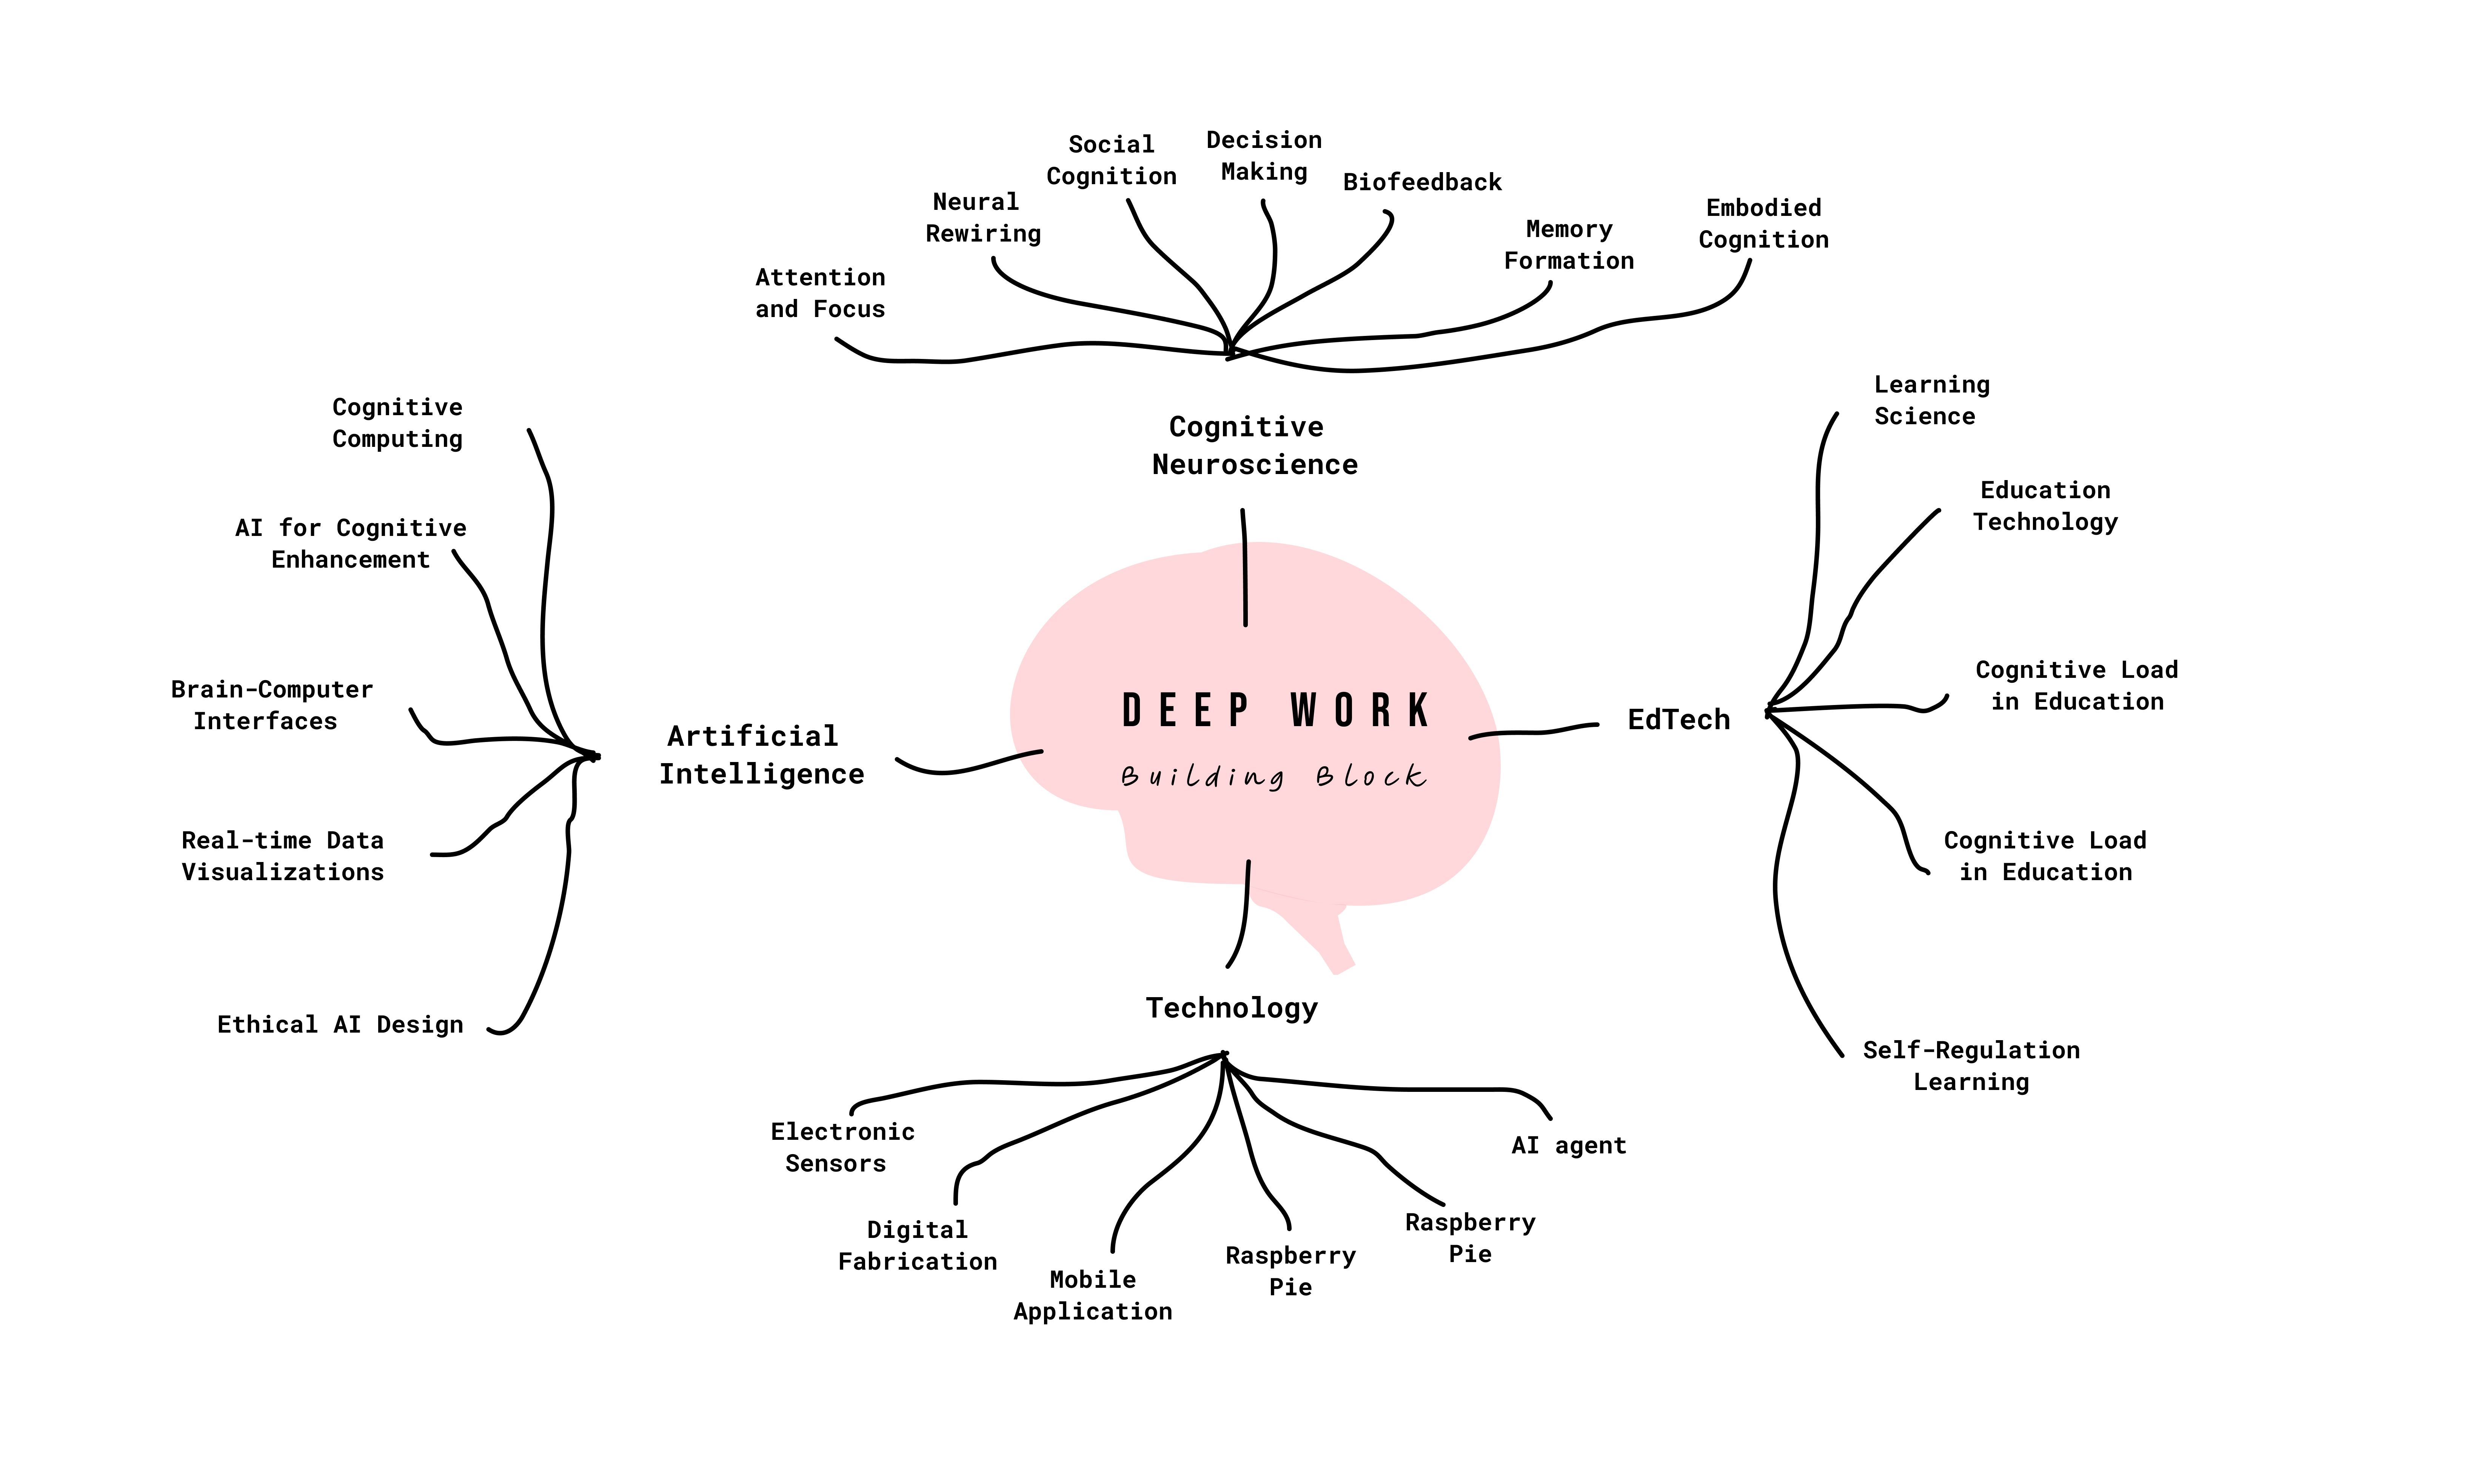 Social
Cognition
Decision
Making
Biofeedback
Neural
Rewiring
Memory
Formation
Embodied
Cognition
Attention
and Focus
Cognitive
Neuroscience
Cognitive
Computing
AI for Cognitive
Enhancement
Brain-Computer
Interfaces
Real-time Data
Visualizations
Ethical AI Design
Artificial
Intelligence
DEEP WORK
Building Block
EdTech
Learning
Science
Education
Technology
Cognitive Load
in Education
Cognitive Load
in Education
Self-Regulation
Learning
Technology
Electronic
Sensors
Digital
Fabrication
Mobile
Application
Raspberry
Pie
Raspberry
Pie
AI agent